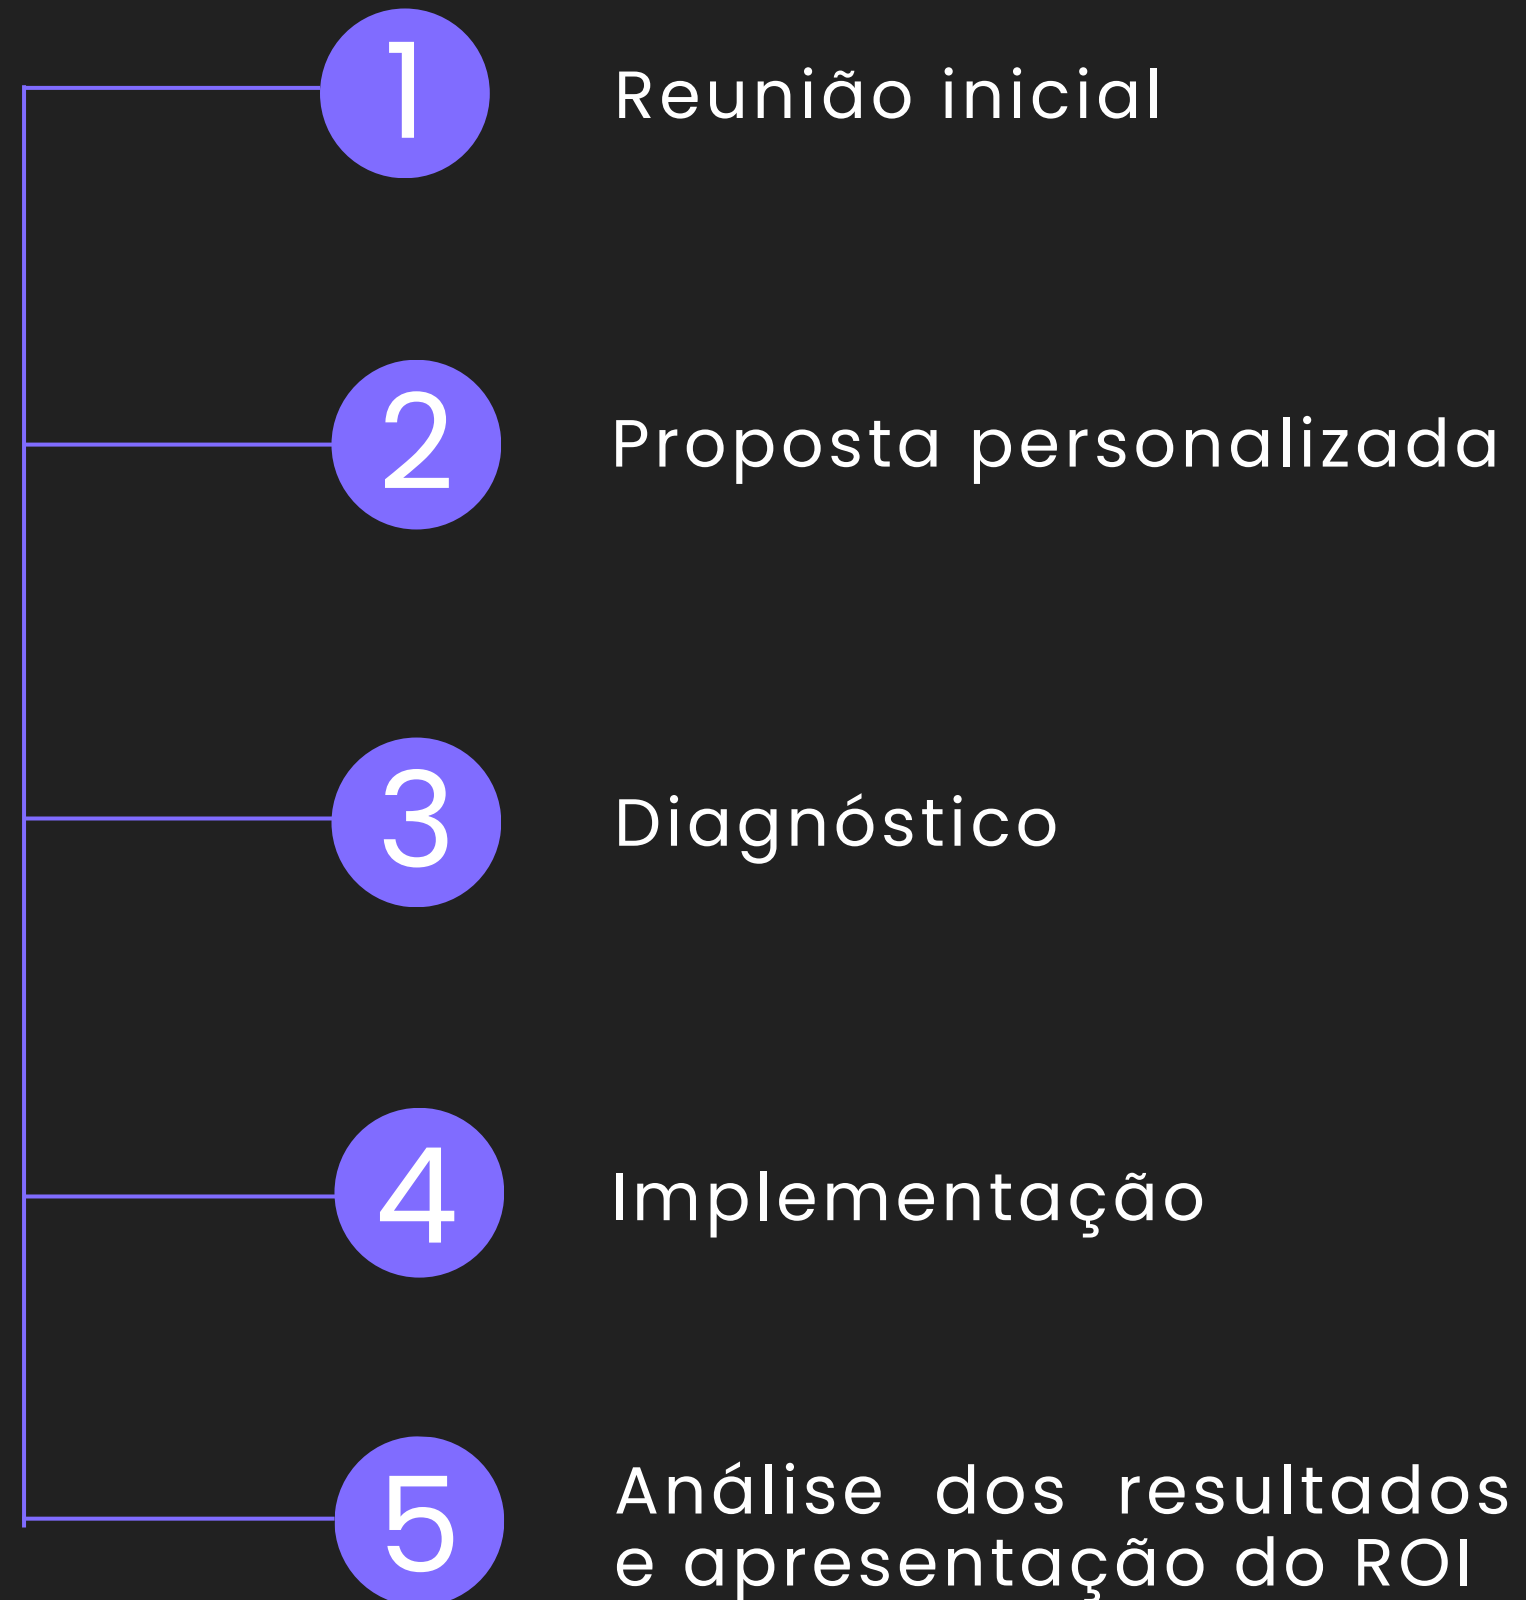 1 Reunião inicial
2 Proposta personalizada
3 Diagnóstico
4 Implementação
5 Análise dos resultados
e apresentação do ROI